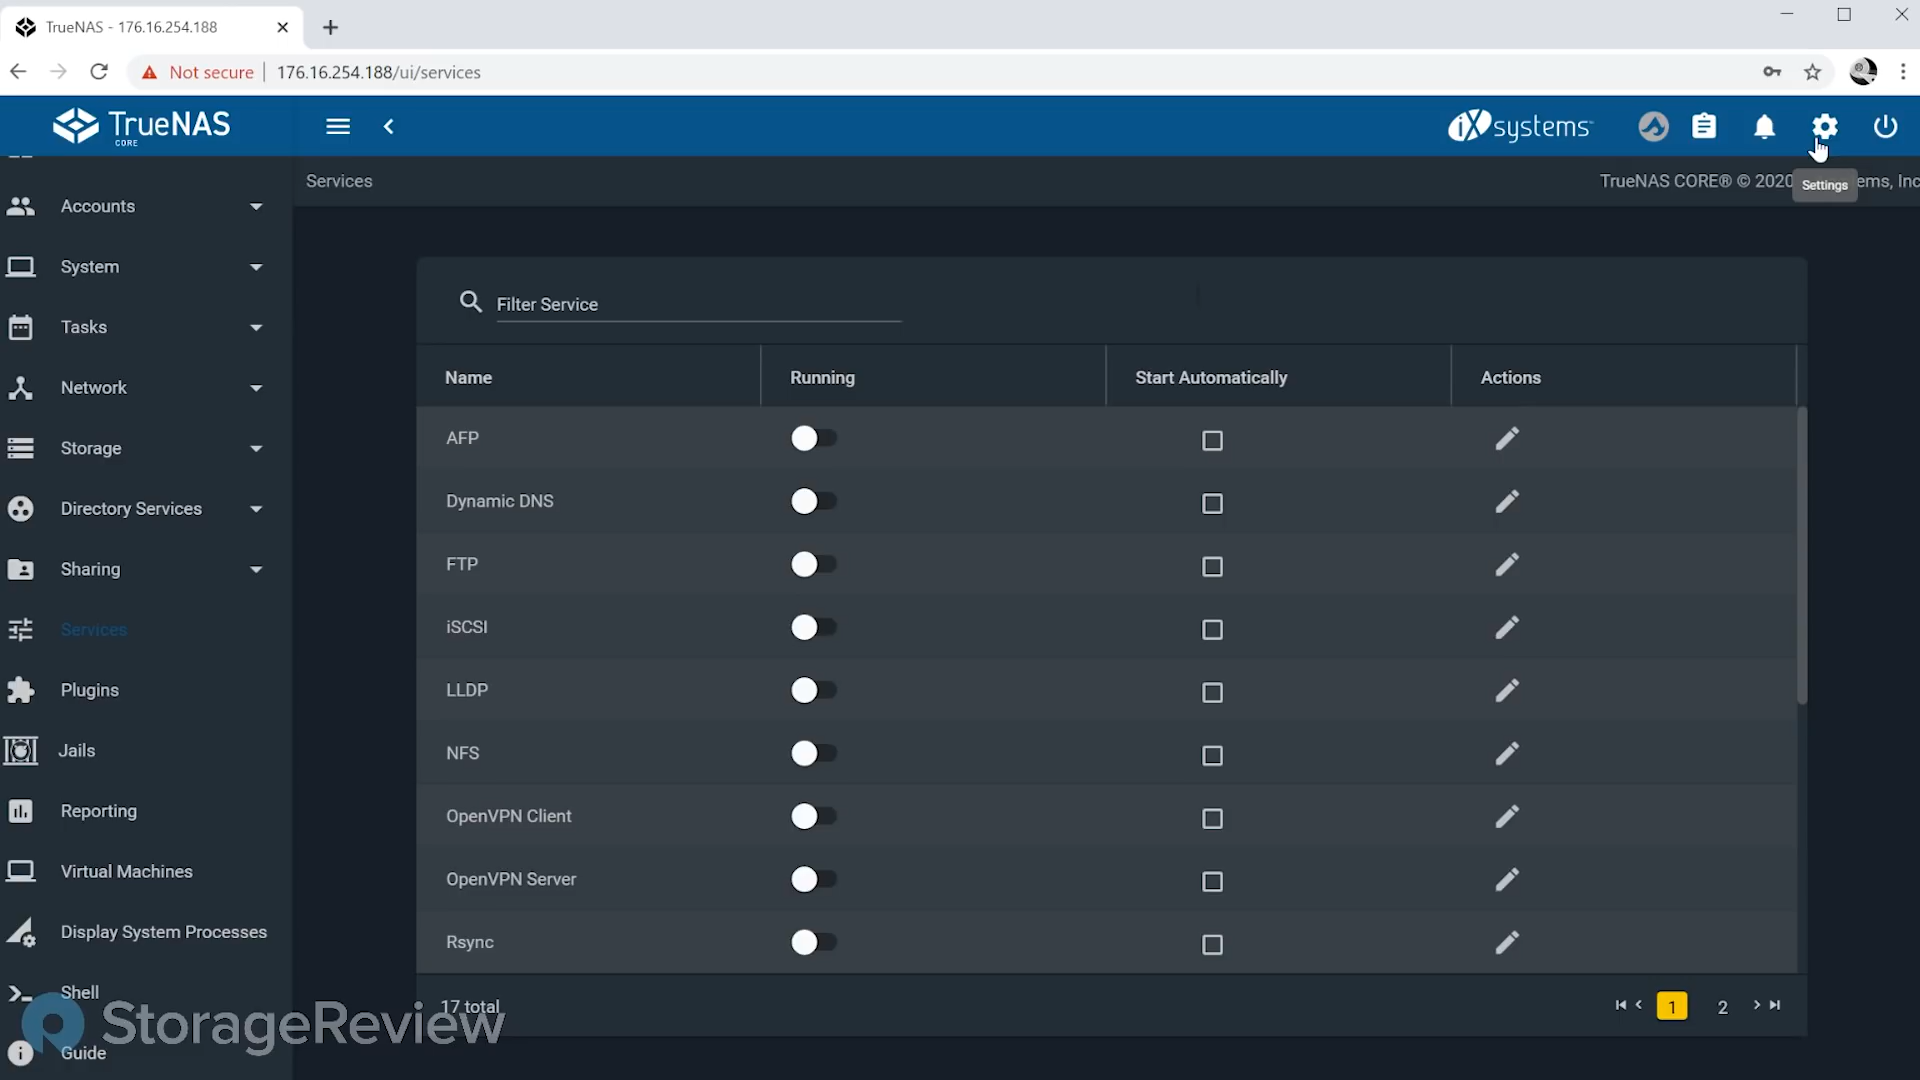 TrueNAS - 176.16.254.188
Not secure
176.16.254.188/ui/services
TrueNAS
CORE
iXsystems
Services
TrueNAS CORE® © 2020
ems, Inc
Settings
Accounts
System
Tasks
Network
Storage
Directory Services
Sharing
Services
Plugins
Jails
Reporting
Virtual Machines
Display System Processes
Shell
Guide
Filter Service
Name Running Start Automatically Actions
AFP
Dynamic DNS
FTP
iSCSI
LLDP
NFS
OpenVPN Client
OpenVPN Server
Rsync
17 total
1 2
StorageReview